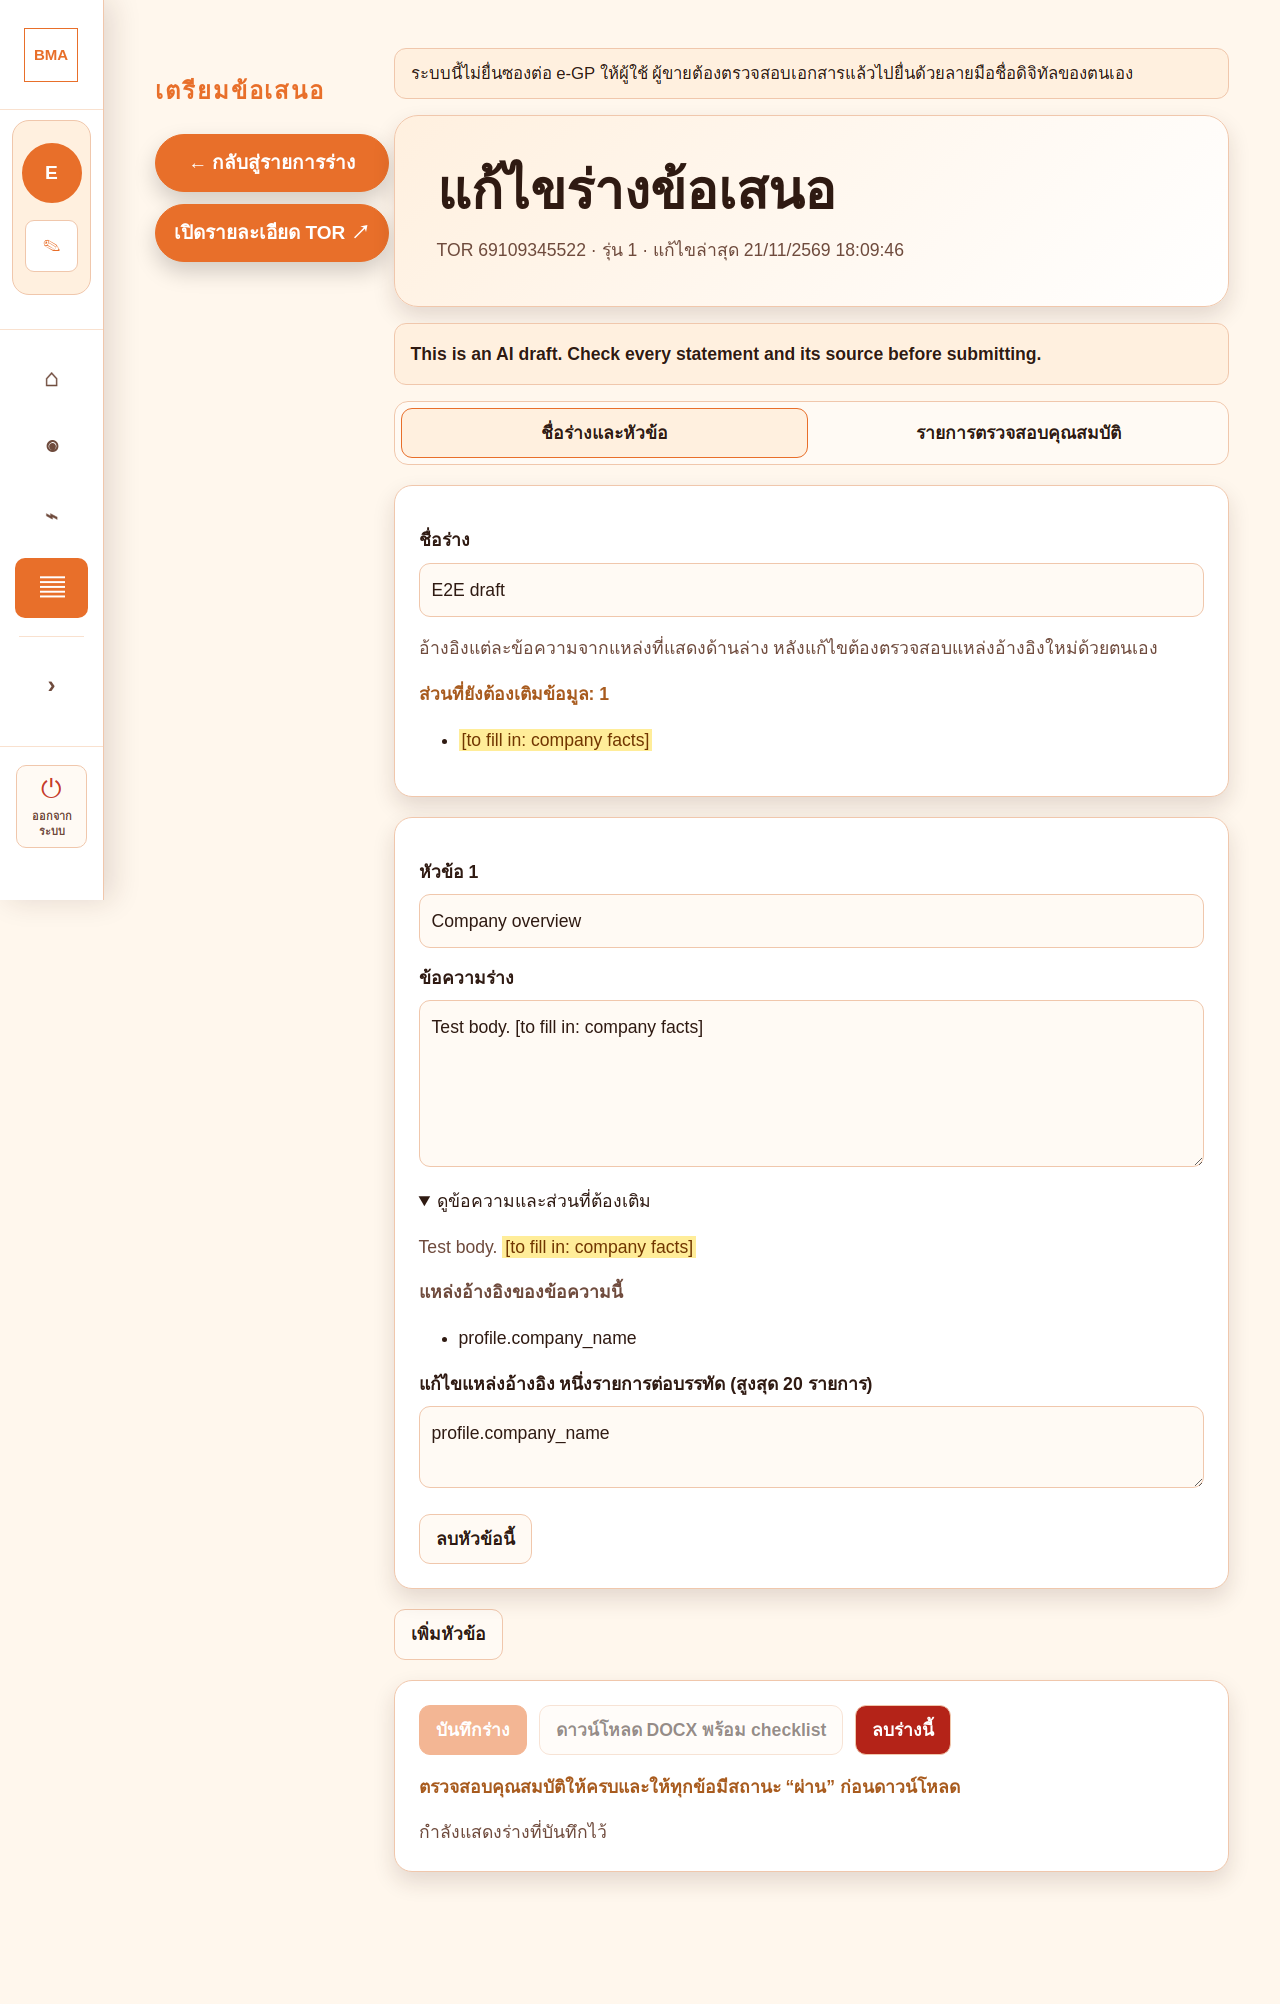 BMA
E
ออกจาก
ระบบ
เตรียมข้อเสนอ
← กลับสู่รายการร่าง
เปิดรายละเอียด TOR ↗
ระบบนี้ไม่ยื่นซองต่อ e-GP ให้ผู้ใช้ ผู้ขายต้องตรวจสอบเอกสารแล้วไปยื่นด้วยลายมือชื่อดิจิทัลของตนเอง
แก้ไขร่างข้อเสนอ
TOR 69109345522 · รุ่น 1 · แก้ไขล่าสุด 21/11/2569 18:09:46
This is an AI draft. Check every statement and its source before submitting.
ชื่อร่างและหัวข้อ
รายการตรวจสอบคุณสมบัติ
ชื่อร่าง
E2E draft
อ้างอิงแต่ละข้อความจากแหล่งที่แสดงด้านล่าง หลังแก้ไขต้องตรวจสอบแหล่งอ้างอิงใหม่ด้วยตนเอง
ส่วนที่ยังต้องเติมข้อมูล: 1
• [to fill in: company facts]
หัวข้อ 1
Company overview
ข้อความร่าง
Test body. [to fill in: company facts]
▼ ดูข้อความและส่วนที่ต้องเติม
Test body. [to fill in: company facts]
แหล่งอ้างอิงของข้อความนี้
• profile.company_name
แก้ไขแหล่งอ้างอิง หนึ่งรายการต่อบรรทัด (สูงสุด 20 รายการ)
profile.company_name
ลบหัวข้อนี้
เพิ่มหัวข้อ
บันทึกร่าง
ดาวน์โหลด DOCX พร้อม checklist
ลบร่างนี้
ตรวจสอบคุณสมบัติให้ครบและให้ทุกข้อมีสถานะ “ผ่าน” ก่อนดาวน์โหลด
กำลังแสดงร่างที่บันทึกไว้